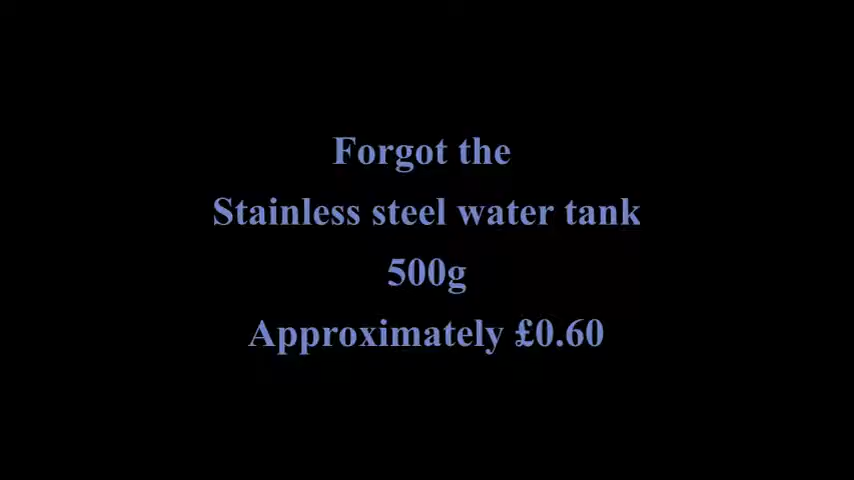 Forgot the
Stainless steel water tank
500g
Approximately £0.60